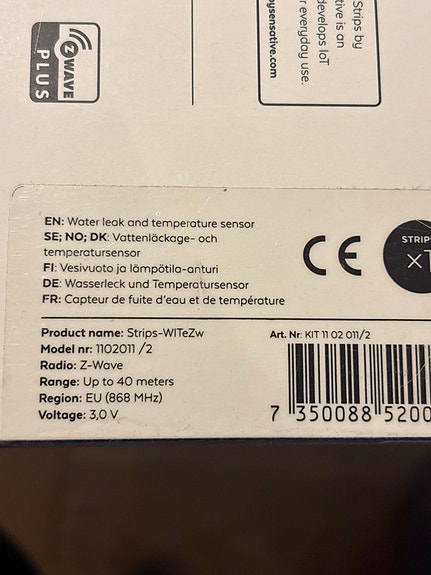 Strips by
tive is an
develops IoT
r everyday use.
ysensative.com
Z WAVE
PLUS
EN: Water leak and temperature sensor
SE; NO; DK: Vattenläckage- och
temperatursensor
FI: Vesivuoto ja lämpötila-anturi
DE: Wasserleck und Temperatursensor
FR: Capteur de fuite d'eau et de température
CE
STRIP
x1
Product name: Strips-WITeZw
Model nr: 1102011 /2
Radio: Z-Wave
Range: Up to 40 meters
Region: EU (868 MHz)
Voltage: 3,0 V
Art. Nr: KIT 11 02 011/2
7 350088 5200